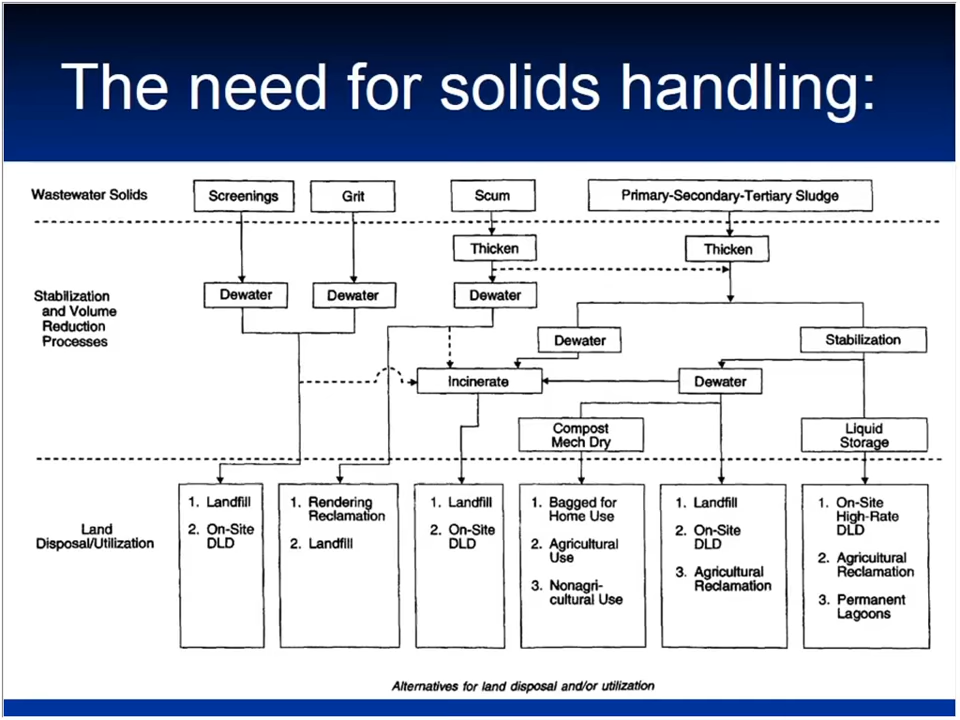 The need for solids handling:
Wastewater Solids
Screenings
Grit
Scum
Primary-Secondary-Tertiary Sludge
Thicken
Thicken
Stabilization
and Volume
Reduction
Processes
Dewater
Dewater
Dewater
Dewater
Stabilization
Incinerate
Dewater
Compost
Mech Dry
Liquid
Storage
Land
Disposal/Utilization
1. Landfill
2. On-Site
DLD
1. Rendering
Reclamation
2. Landfill
1. Landfill
2. On-Site
DLD
1. Bagged for
Home Use
2. Agricultural
Use
3. Nonagri-
cultural Use
1. Landfill
2. On-Site
DLD
3. Agricultural
Reclamation
1. On-Site
High-Rate
DLD
2. Agricultural
Reclamation
3. Permanent
Lagoons
Alternatives for land disposal and/or utilization